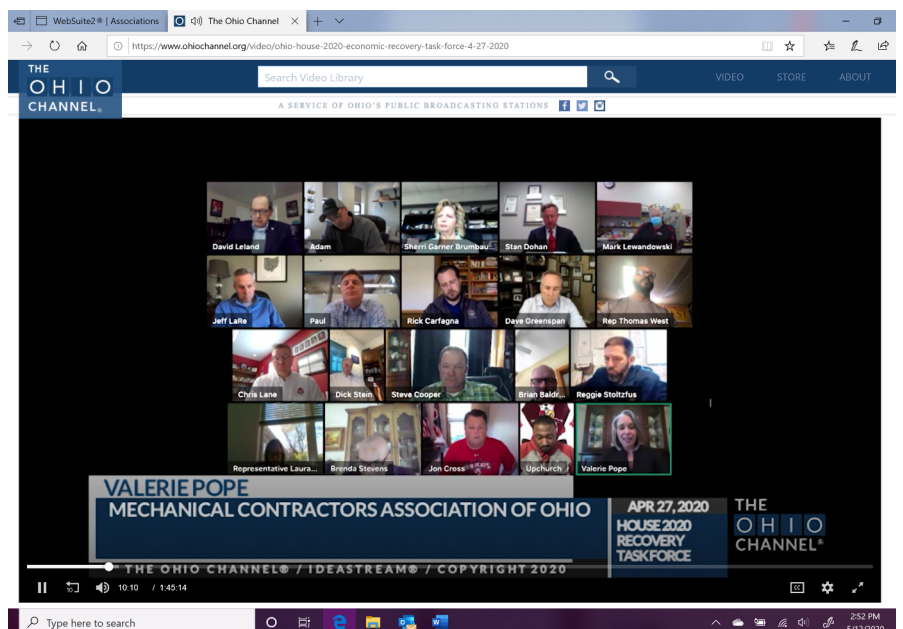 WebSuite2® | Associations
The Ohio Channel
https://www.ohiochannel.org/video/ohio-house-2020-economic-recovery-task-force-4-27-2020
THE
OHIO
CHANNEL®
Search Video Library
VIDEO STORE ABOUT
A SERVICE OF OHIO'S PUBLIC BROADCASTING STATIONS
David Leland Adam Sherri Garner Brumbau... Stan Dohan Mark Lewandowski
Jeff LaRe Paul Rick Carfagna Dave Greenspan Rep Thomas West
Chris Lane Dick Stein Steve Cooper Brian Baldr... Reggie Stoltzfus
Representative Laura... Brenda Stevens Jon Cross Upchurch Valerie Pope
VALERIE POPE
MECHANICAL CONTRACTORS ASSOCIATION OF OHIO
APR 27, 2020
HOUSE 2020
RECOVERY
TASK FORCE
THE
OHIO
CHANNEL®
THE OHIO CHANNEL® / IDEASTREAM® / COPYRIGHT 2020
10:10 / 1:45:14
CC
Type here to search
2:52 PM
5/12/2020